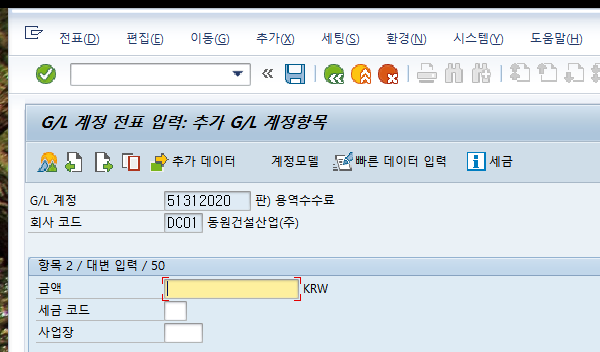 전표(D) 편집(E) 이동(G) 추가(X) 세팅(S) 환경(N) 시스템(Y) 도움말(H)
G/L 계정 전표 입력: 추가 G/L 계정항목
추가 데이터 계정모델 빠른 데이터 입력 세금
G/L 계정 51312020 판) 용역수수료
회사 코드 DC01 동원건설산업(주)
항목 2 / 대변 입력 / 50
금액 KRW
세금 코드
사업장